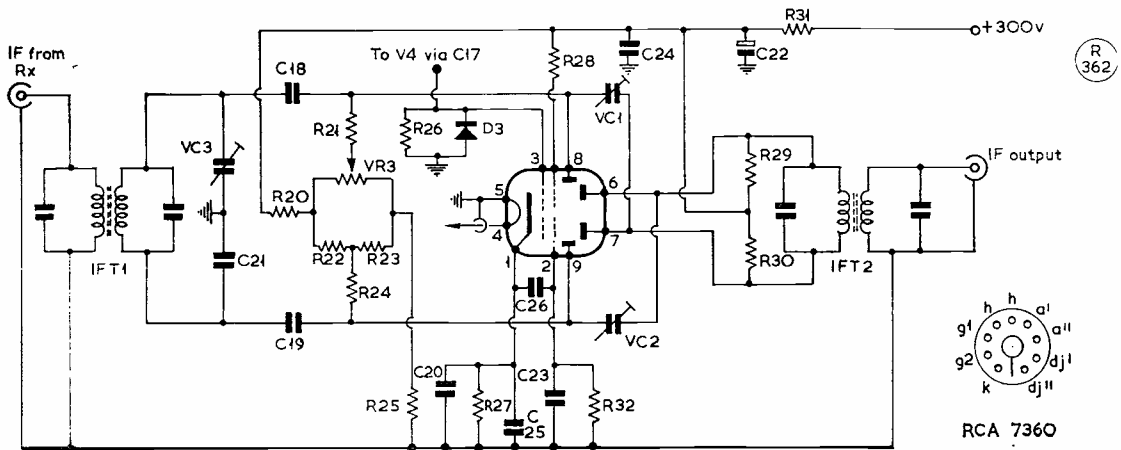 IF from
Rx
C18
To V4 via C17
R28
C24
C22
R31
+300v
R
362
R21
R26
D3
VC1
VC3
VR3
3
8
6
R29
IF output
R20
5
4
7
IFT1
C21
R22
R23
1
2
9
R30
IFT2
R24
C26
C19
VC2
C20
C23
R25
R27
C
25
R32
h
h
a'
g1
a"
g2
dj'
k
dj"
RCA 7360